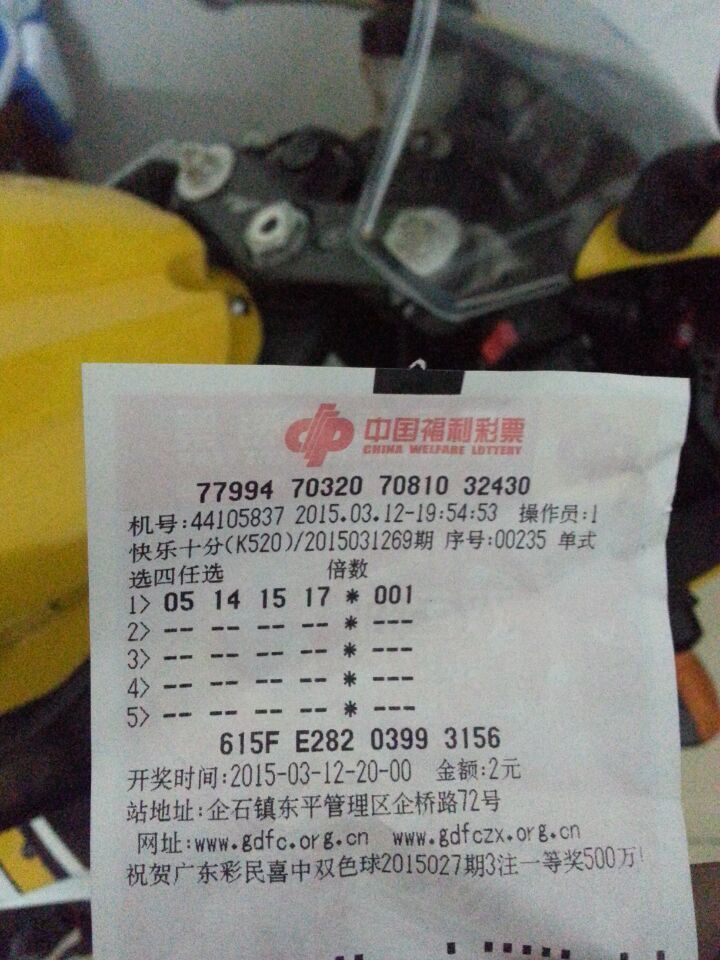 中国福利彩票
CHINA WELFARE LOTTERY
77994 70320 70810 32430
机号:44105837 2015.03.12-19:54:53 操作员:1
快乐十分(K520)/2015031269期 序号:00235 单式
选四任选 倍数
1> 05 14 15 17 * 001
2> -- -- -- -- * ---
3> -- -- -- -- * ---
4> -- -- -- -- * ---
5> -- -- -- -- * ---
615F E282 0399 3156
开奖时间:2015-03-12-20-00 金额:2元
站地址:企石镇东平管理区企桥路72号
网址:www.gdfc.org.cn www.gdfczx.org.cn
祝贺广东彩民喜中双色球2015027期3注一等奖500万!